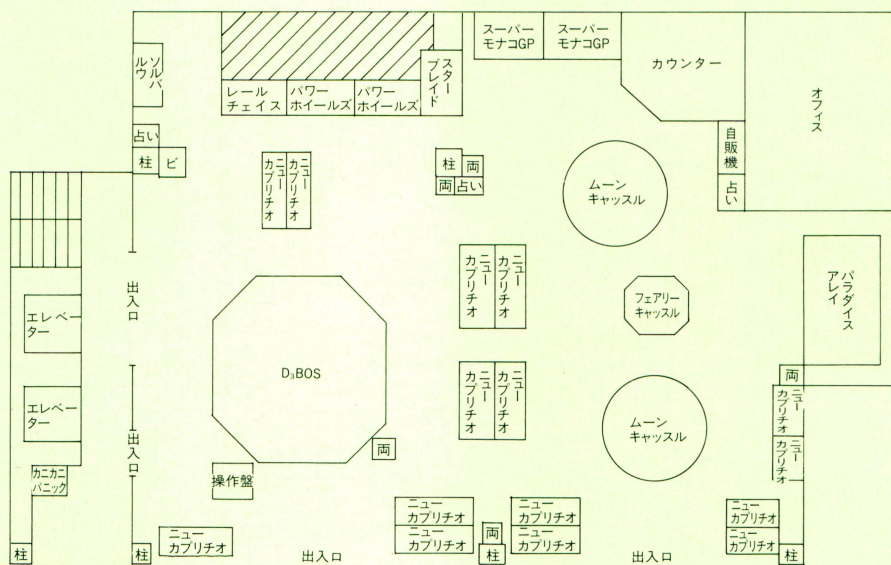 スーパー
モナコGP
スーパー
モナコGP
カウンター
オフィス
ソルバ
ルウ
スター
ブレイド
レール
チェイス
パワー
ホイールズ
パワー
ホイールズ
占い
柱
ビ
ニュー
カプリチオ
ニュー
カプリチオ
柱
両
両
占い
自販機
占い
ムーン
キャッスル
出入口
ニュー
カプリチオ
ニュー
カプリチオ
パラダイス
アレイ
フェアリー
キャッスル
エレベー
ター
D₃BOS
ニュー
カプリチオ
ニュー
カプリチオ
両
ニュー
カプリチオ
ニュー
カプリチオ
エレベー
ター
出入口
ムーン
キャッスル
両
カニカニ
パニック
操作盤
ニュー
カプリチオ
ニュー
カプリチオ
ニュー
カプリチオ
ニュー
カプリチオ
ニュー
カプリチオ
ニュー
カプリチオ
ニュー
カプリチオ
両
柱
柱
出入口
柱
出入口
柱